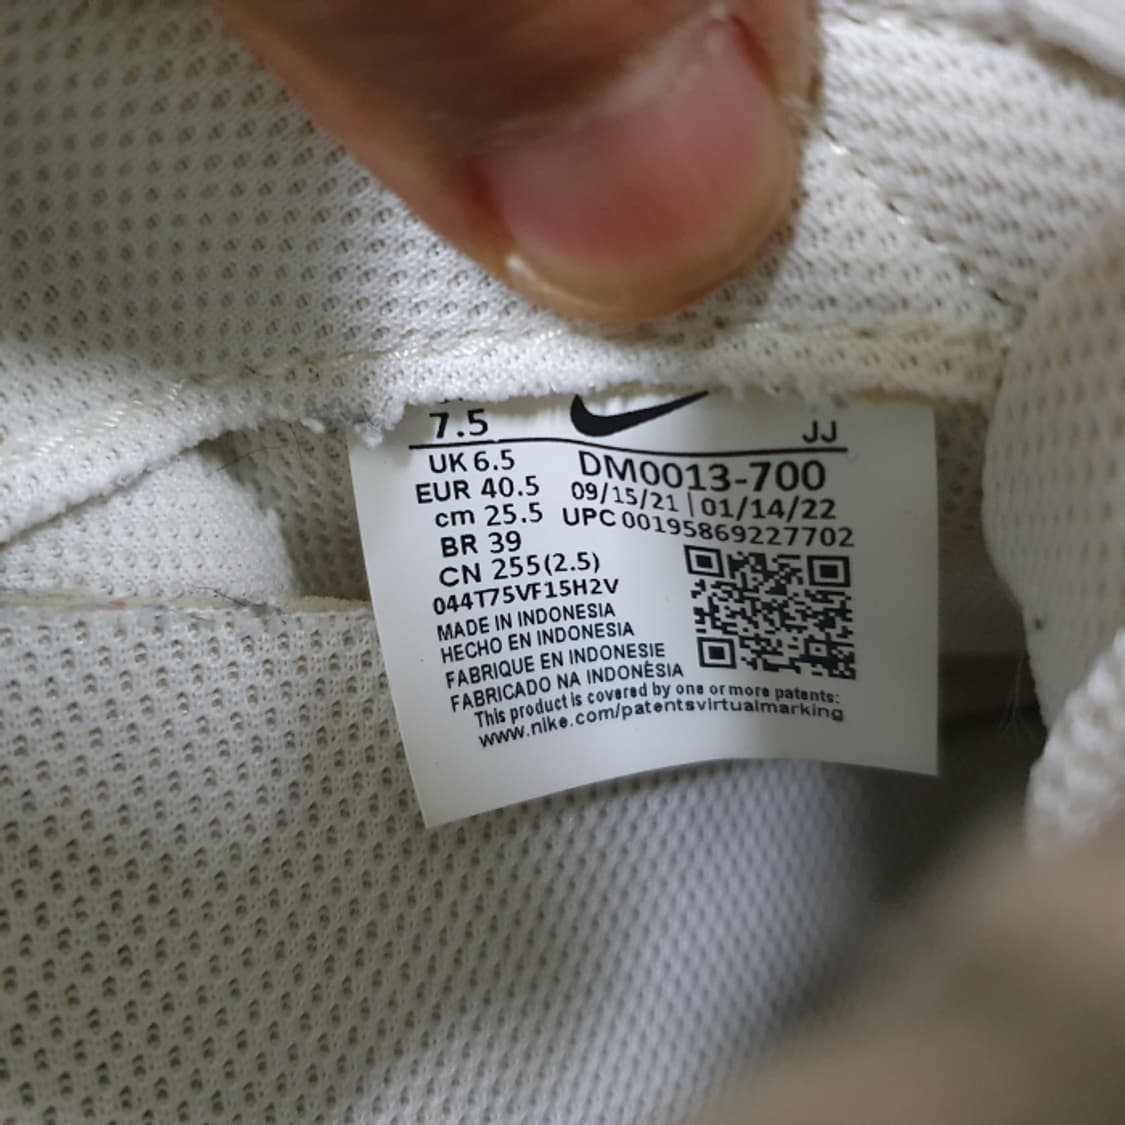 7.5 JJ
UK 6.5 DM0013-700
EUR 40.5 09/15/21 | 01/14/22
cm 25.5 UPC 00195869227702
BR 39
CN 255(2.5)
044T75VF15H2V
MADE IN INDONESIA
HECHO EN INDONESIA
FABRIQUE EN INDONESIE
FABRICADO NA INDONÉSIA
This product is covered by one or more patents:
www.nike.com/patentsvirtualmarking